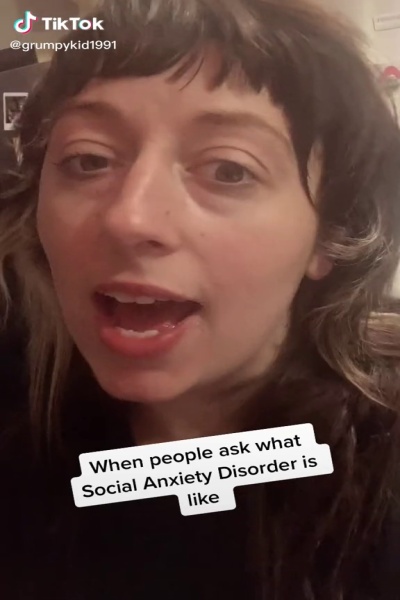 TikTok
@grumpykid1991
When people ask what
Social Anxiety Disorder is
like